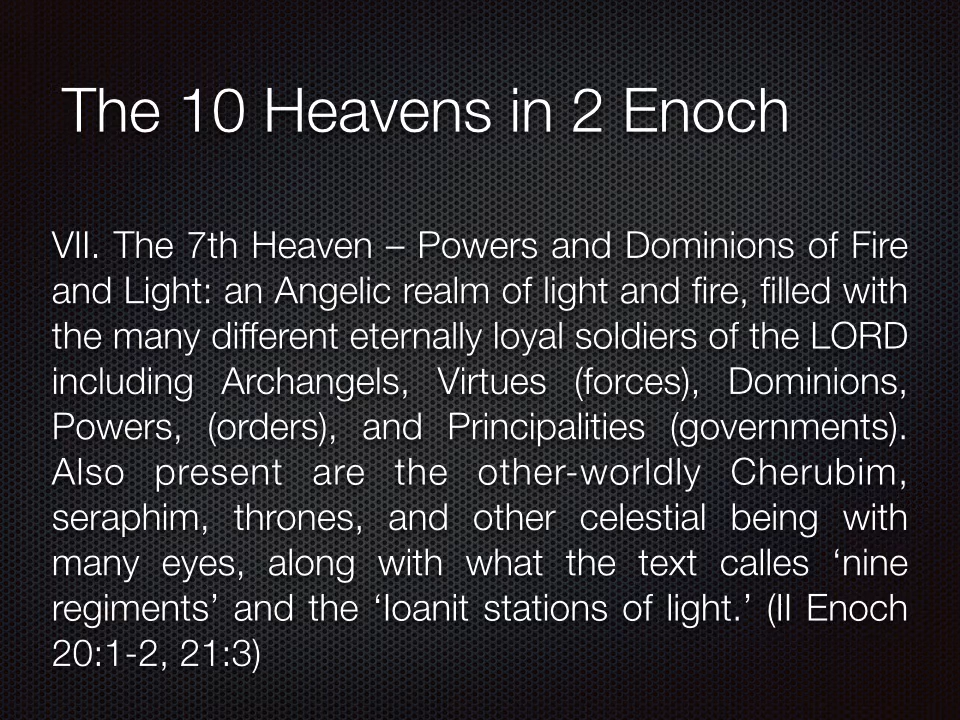 The 10 Heavens in 2 Enoch
VII. The 7th Heaven – Powers and Dominions of Fire
and Light: an Angelic realm of light and fire, filled with
the many different eternally loyal soldiers of the LORD
including Archangels, Virtues (forces), Dominions,
Powers, (orders), and Principalities (governments).
Also present are the other-worldly Cherubim,
seraphim, thrones, and other celestial being with
many eyes, along with what the text calles ‘nine
regiments’ and the ‘Ioanit stations of light.’ (II Enoch
20:1-2, 21:3)